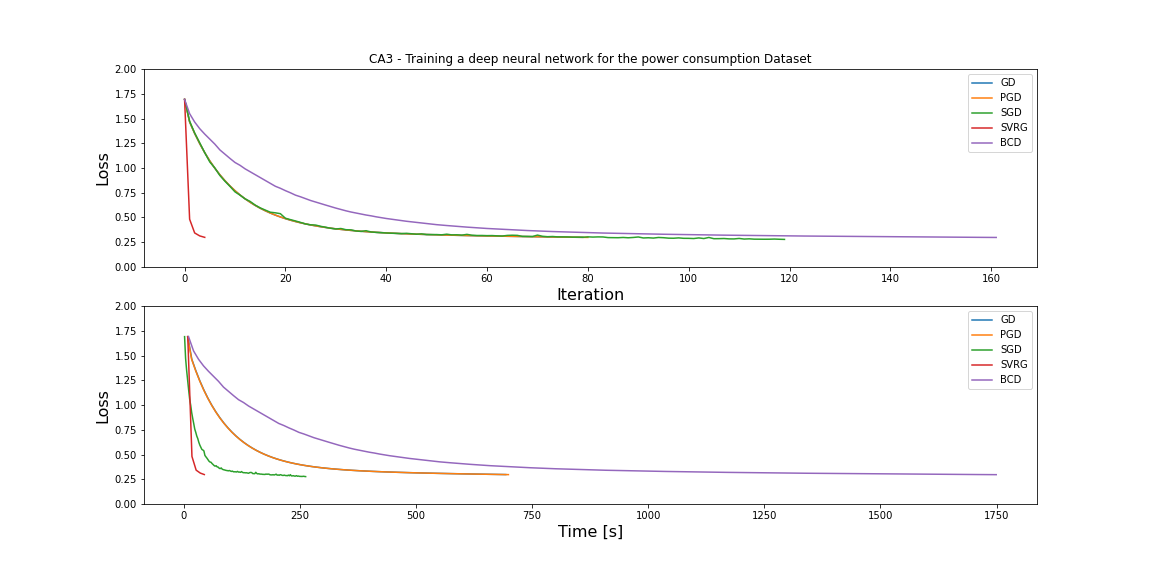 CA3 - Training a deep neural network for the power consumption Dataset
2.00
1.75
1.50
1.25
1.00
0.75
0.50
0.25
0.00
Loss
GD
PGD
SGD
SVRG
BCD
0 20 40 60 80 100 120 140 160
Iteration
2.00
1.75
1.50
1.25
1.00
0.75
0.50
0.25
0.00
Loss
GD
PGD
SGD
SVRG
BCD
0 250 500 750 1000 1250 1500 1750
Time [s]